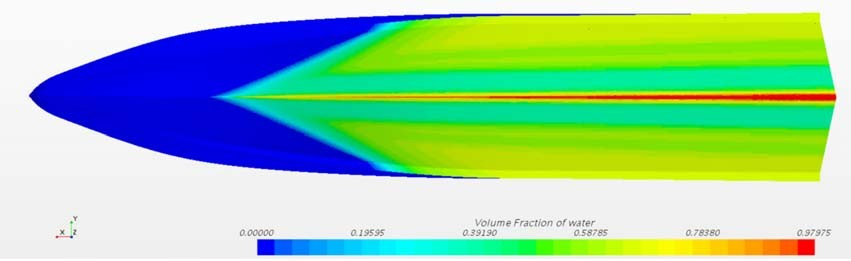 Volume Fraction of water
0.00000 0.19595 0.39190 0.58785 0.78380 0.97975
Y
X Z